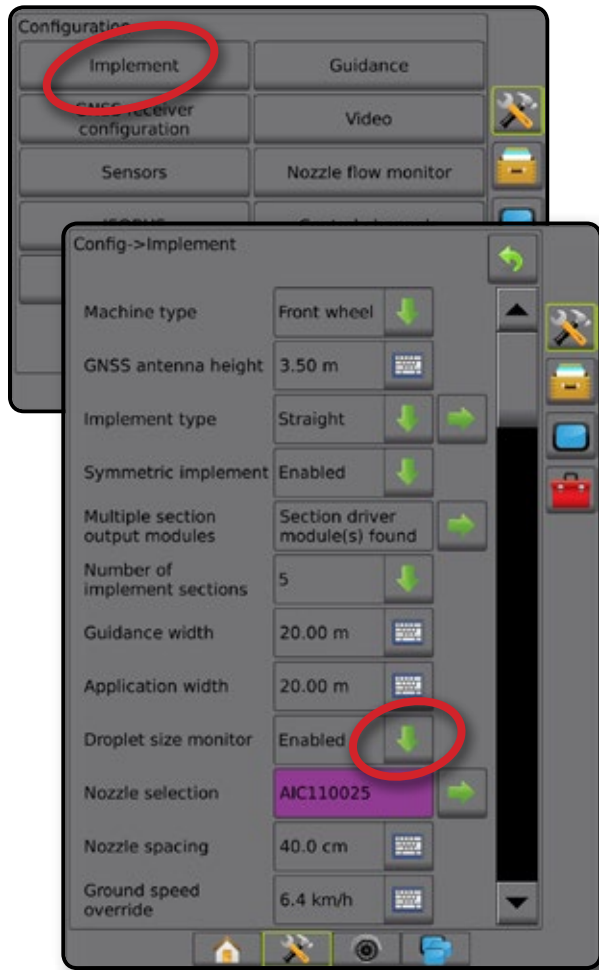 Configuration
Implement
Guidance
GNSS receiver
configuration
Video
Sensors
Nozzle flow monitor
Config->Implement
Machine type
Front wheel
GNSS antenna height
3.50 m
Implement type
Straight
Symmetric implement
Enabled
Multiple section
output modules
Section driver
module(s) found
Number of
implement sections
5
Guidance width
20.00 m
Application width
20.00 m
Droplet size monitor
Enabled
Nozzle selection
AIC110025
Nozzle spacing
40.0 cm
Ground speed
override
6.4 km/h